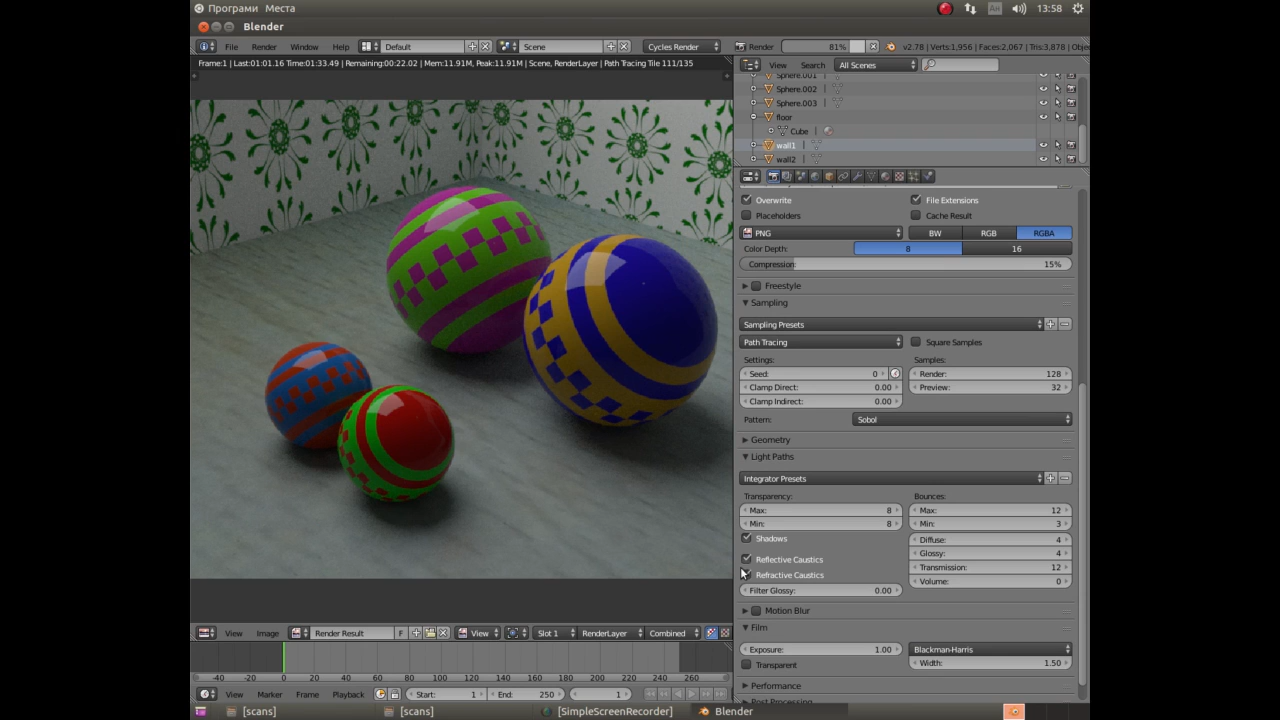 Програми Места Ан 13:58
Blender
File Render Window Help Default Scene Cycles Render Render 81% v2.78 | Verts:1,956 | Faces:2,067 | Tris:3,878 |
Frame:1 | Last:01:01.16 Time:01:33.49 | Remaining:00:22.02 | Mem:11.91M, Peak:11.91M | Scene, RenderLayer | Path Tracing Tile 111/135
View Search All Scenes
Sphere.001
Sphere.002
Sphere.003
floor
Cube
wall1
wall2
Overwrite File Extensions
Placeholders Cache Result
PNG BW RGB RGBA
Color Depth: 8 16
Compression: 15%
Freestyle
Sampling
Sampling Presets
Path Tracing Square Samples
Settings: Samples:
Seed: 0 Render: 128
Clamp Direct: 0.00 Preview: 32
Clamp Indirect: 0.00
Pattern: Sobol
Geometry
Light Paths
Integrator Presets
Transparency: Bounces:
Max: 8 Max: 12
Min: 8 Min: 3
Shadows Diffuse: 4
Reflective Caustics Glossy: 4
Refractive Caustics Transmission: 12
Filter Glossy: 0.00 Volume: 0
Motion Blur
Film
Exposure: 1.00 Blackman-Harris
Transparent Width: 1.50
Performance
Post Processing
View Image Render Result F View Slot 1 RenderLayer Combined
-40 -20 0 20 40 60 80 100 120 140 160 180 200 220 240 260
View Marker Frame Playback Start: 1 End: 250 1
[scans] [scans] [SimpleScreenRecorder] Blender